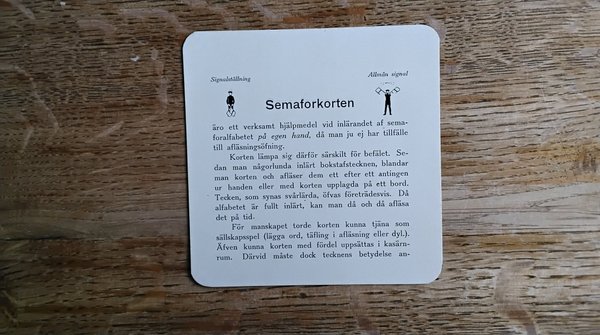 Signalställning
Allmän signal
Semaforkorten
äro ett verksamt hjälpmedel vid inlärandet af sema-
foralfabetet på egen hand, då man ju ej har tillfälle
till afläsningsöfning.
Korten lämpa sig därför särskilt för befälet. Se-
dan man någorlunda inlärt bokstafstecknen, blandar
man korten och afläser dem ett efter ett antingen
ur handen eller med korten upplagda på ett bord.
Tecken, som synas svårlärda, öfvas företrädesvis. Då
alfabetet är fullt inlärt, kan man då och då afläsa
det på tid.
För manskapet torde korten kunna tjäna som
sällskapsspel (lägga ord, täfling i afläsning eller dyl.).
Äfven kunna korten med fördel uppsättas i kasärn-
rum. Därvid måste dock tecknens betydelse an-